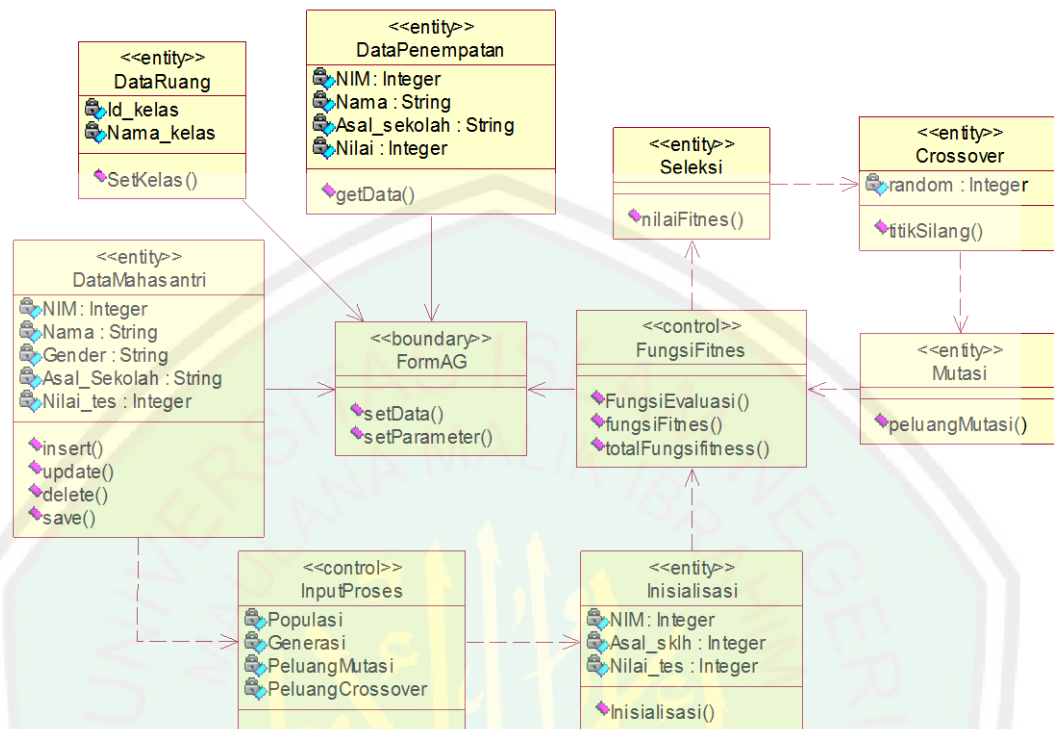 <<entity>>
DataRuang
Id_kelas
Nama_kelas
SetKelas()
<<entity>>
DataPenempatan
NIM : Integer
Nama : String
Asal_sekolah : String
Nilai : Integer
getData()
<<entity>>
Seleksi
nilaiFitnes()
<<entity>>
Crossover
random : Integer
titikSilang()
<<entity>>
DataMahasantri
NIM : Integer
Nama : String
Gender : String
Asal_Sekolah : String
Nilai_tes : Integer
insert()
update()
delete()
save()
<<boundary>>
FormAG
setData()
setParameter()
<<control>>
FungsiFitnes
FungsiEvaluasi()
fungsiFitnes()
totalFungsifitness()
<<entity>>
Mutasi
peluangMutasi()
<<control>>
InputProses
Populasi
Generasi
PeluangMutasi
PeluangCrossover
<<entity>>
Inisialisasi
NIM : Integer
Asal_sklh : Integer
Nilai_tes : Integer
Inisialisasi()